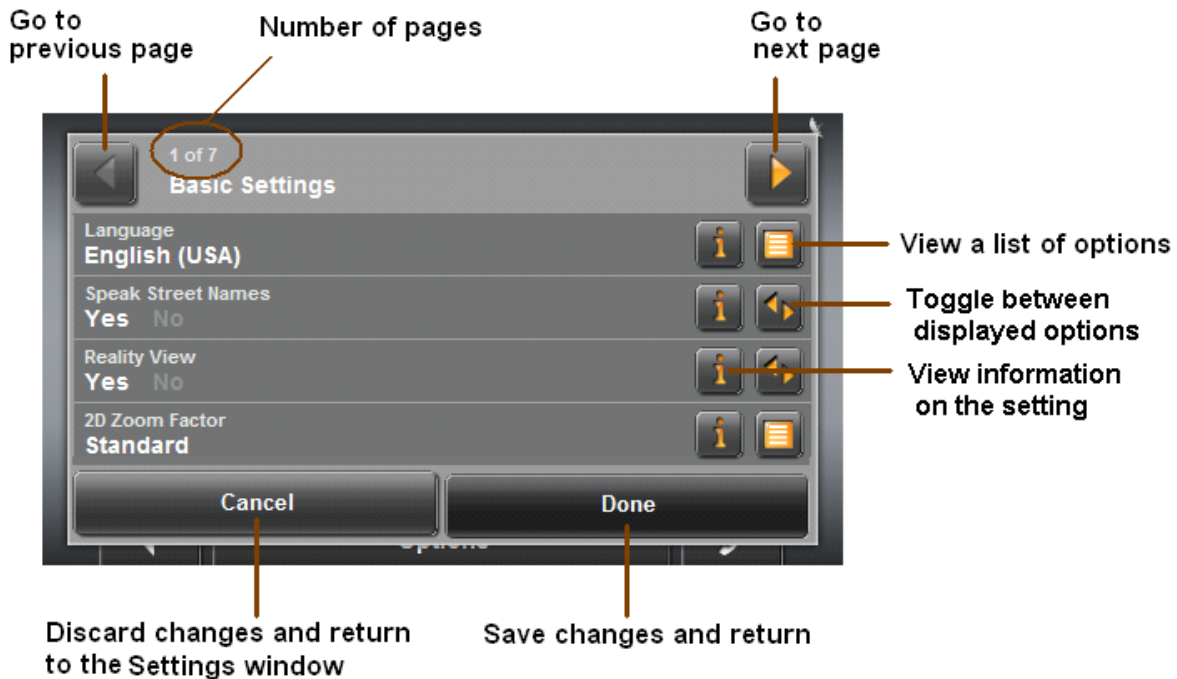 Go to
previous page
Number of pages
Go to
next page
1 of 7
Basic Settings
Language
English (USA)
View a list of options
Speak Street Names
Yes No
Toggle between
displayed options
Reality View
Yes No
View information
on the setting
2D Zoom Factor
Standard
Cancel
Done
Options
Discard changes and return
to the Settings window
Save changes and return